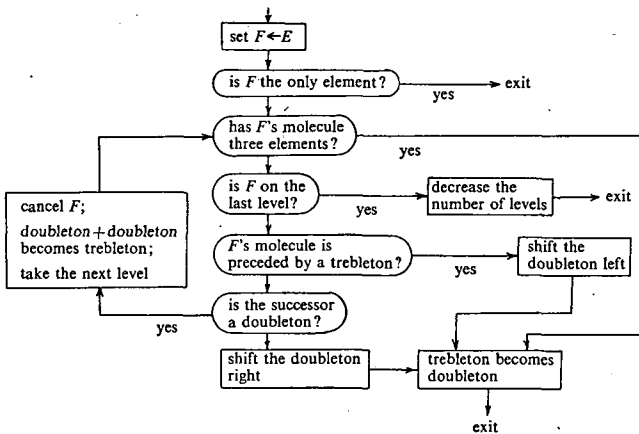 set F←E
is F the only element?
yes
exit
has F's molecule
three elements?
yes
cancel F;
doubleton+doubleton
becomes trebleton;
take the next level
is F on the
last level?
yes
decrease the
number of levels
exit
F's molecule is
preceded by a trebleton?
yes
shift the
doubleton left
is the successor
a doubleton?
yes
shift the doubleton
right
trebleton becomes
doubleton
exit